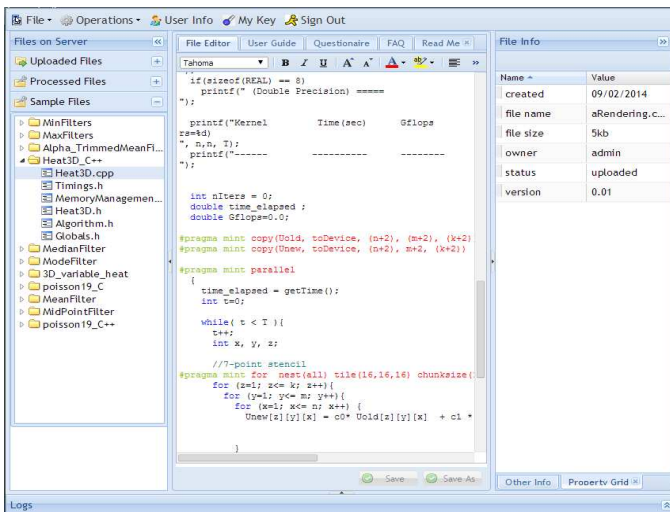 File Operations User Info My Key Sign Out
Files on Server
Uploaded Files
Processed Files
Sample Files
MinFilters
MaxFilters
Alpha_TrimmedMeanFi...
Heat3D_C++
Heat3D.cpp
Timings.h
MemoryManagemen...
Heat3D.h
Algorithm.h
Globals.h
MedianFilter
ModeFilter
3D_variable_heat
poisson19_C
MeanFilter
MidPointFilter
poisson19_C++
File Editor User Guide Questionaire FAQ Read Me
Tahoma B I U A A A
if(sizeof(REAL) == 8)
printf(" (Double Precision) =====
");
printf("Kernel Time(sec) Gflops
rs=%d)
", n,n, T);
printf("------ ---------- --------
");
int nIters = 0;
double time_elapsed ;
double Gflops=0.0;
#pragma mint copy(Uold, toDevice, (n+2), (m+2), (k+2)
#pragma mint copy(Unew, toDevice, (n+2), m+2, (k+2))
#pragma mint parallel
{
time_elapsed = getTime();
int t=0;
while( t < T ){
t++;
int x, y, z;
//7-point stencil
#pragma mint for nest(all) tile(16,16,16) chunksize(
for (z=1; z<= k; z++){
for (y=1; y<= m; y++){
for (x=1; x<= n; x++) {
Unew[z][y][x] = c0* Uold[z][y][x] + c1 *
}
Save Save As
File Info
Name Value
created 09/02/2014
file name aRendering.c...
file size 5kb
owner admin
status uploaded
version 0.01
Other Info Property Grid
Logs